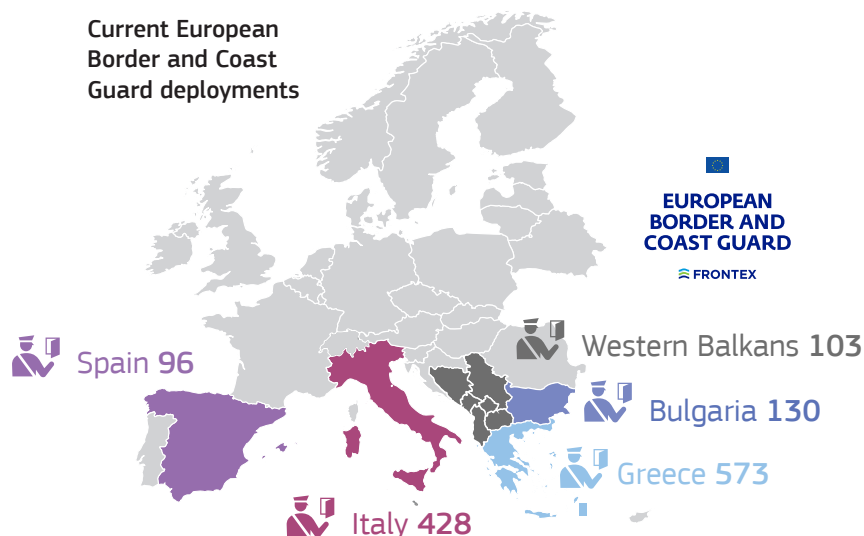 Current European
Border and Coast
Guard deployments
EUROPEAN
BORDER AND
COAST GUARD
FRONTEX
Western Balkans 103
Spain 96
Bulgaria 130
Greece 573
Italy 428